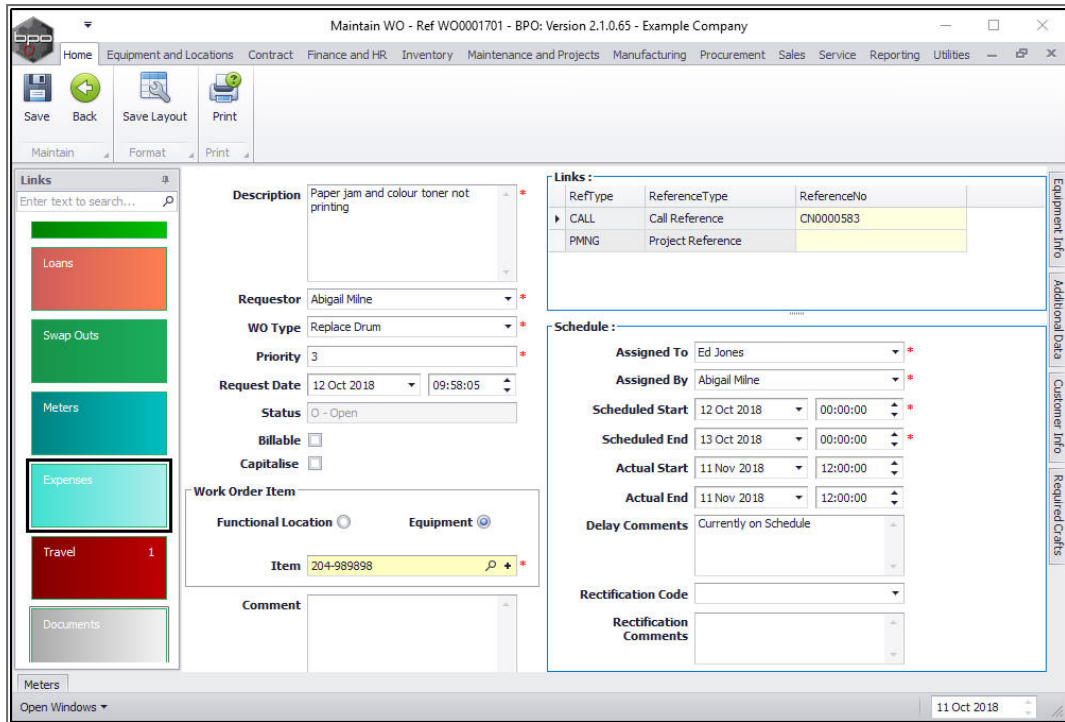 Maintain WO - Ref WO0001701 - BPO: Version 2.1.0.65 - Example Company
bpo
Home Equipment and Locations Contract Finance and HR Inventory Maintenance and Projects Manufacturing Procurement Sales Service Reporting Utilities
Save Back Save Layout Print
Maintain Format Print
Links
Enter text to search...
Loans
Swap Outs
Meters
Expenses
Travel 1
Documents
Description Paper jam and colour toner not
printing *
Requestor Abigail Milne *
WO Type Replace Drum *
Priority 3 *
Request Date 12 Oct 2018 09:58:05
Status O - Open
Billable
Capitalise
Work Order Item
Functional Location Equipment
Item 204-989898 + *
Comment
Links :
RefType ReferenceType ReferenceNo
CALL Call Reference CN0000583
PMNG Project Reference
Schedule :
Assigned To Ed Jones *
Assigned By Abigail Milne *
Scheduled Start 12 Oct 2018 00:00:00 *
Scheduled End 13 Oct 2018 00:00:00 *
Actual Start 11 Nov 2018 12:00:00
Actual End 11 Nov 2018 12:00:00
Delay Comments Currently on Schedule
Rectification Code
Rectification
Comments
Equipment Info
Additional Data
Customer Info
Required Crafts
Meters
Open Windows
11 Oct 2018